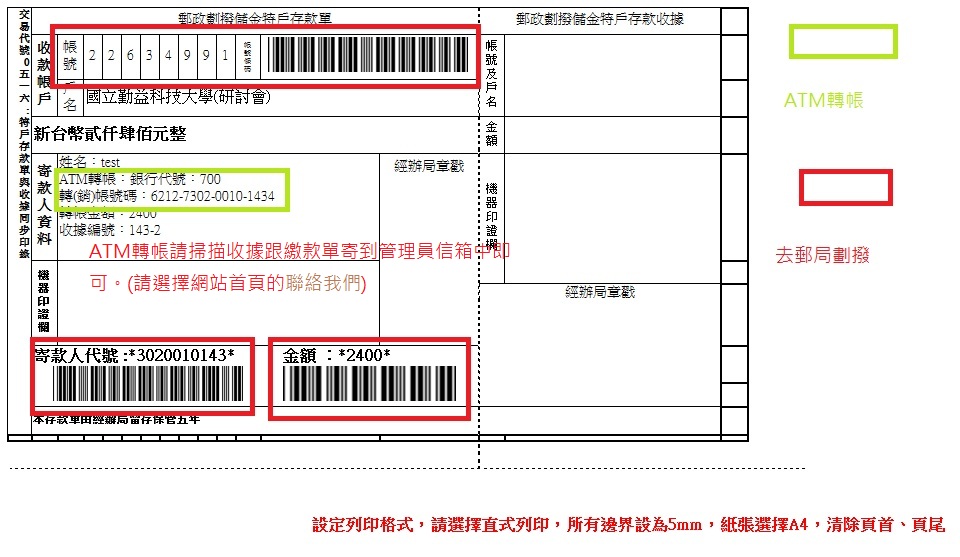 交易代號0516:特戶存款單與收據同步印錄
郵政劃撥儲金特戶存款單
收款帳戶
帳號
2 2 6 3 4 9 9 1
帳號條碼
戶名
國立勤益科技大學(研討會)
新台幣貳仟肆佰元整
寄款人資料
姓名:test
ATM轉帳:銀行代號:700
轉(銷)帳號碼:6212-7302-0010-1434
轉帳金額:2400
收據編號:143-2
經辦局章戳
ATM轉帳請掃描收據跟繳款單寄到管理員信箱中即
可。(請選擇網站首頁的聯絡我們)
機器印證欄
寄款人代號:*3020010143*
金額 :*2400*
本存款單由經辦局留存保管五年
郵政劃撥儲金特戶存款收據
帳號及戶名
金額
機器印證欄
經辦局章戳
ATM轉帳
去郵局劃撥
設定列印格式,請選擇直式列印,所有邊界設為5mm,紙張選擇A4,清除頁首、頁尾